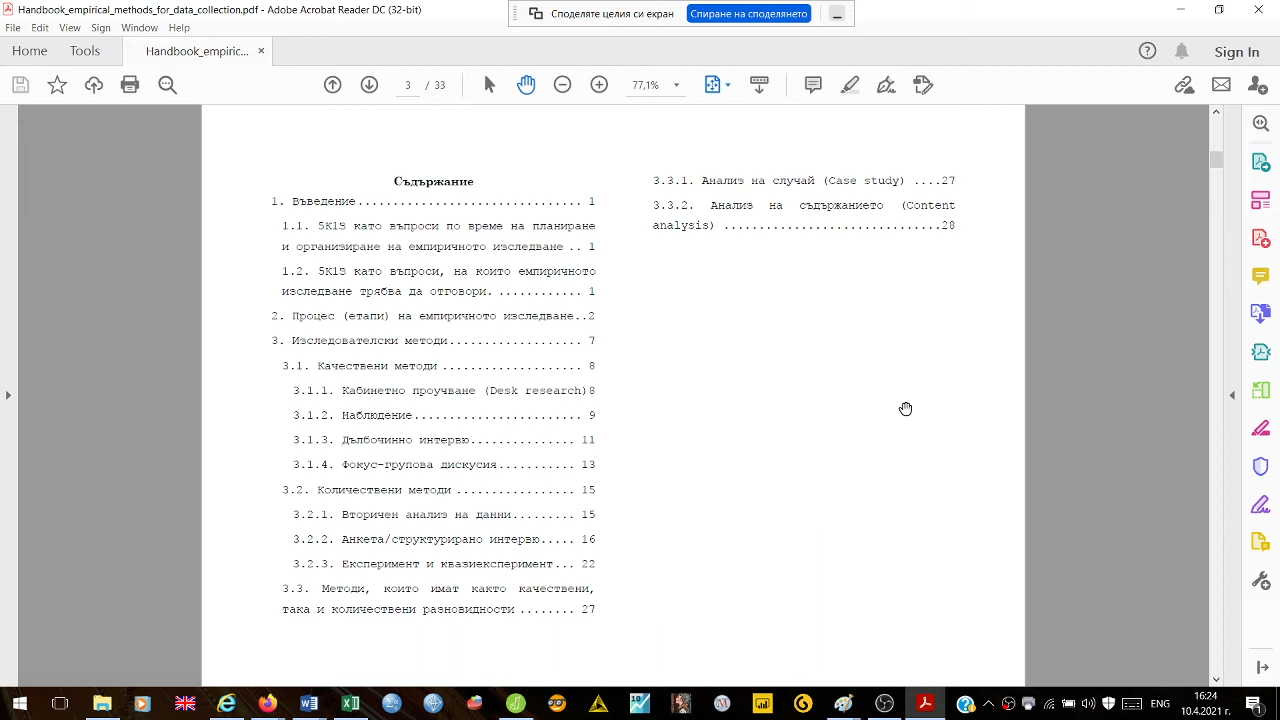 Handbook_empirical_methods_for_data_collection.pdf - Adobe Acrobat Reader DC (32-bit)
Споделяте целия си екран
Спиране на споделянето
File Edit View Sign Window Help
Home Tools Handbook_empiric... × Sign In
3 / 33 77,1%
Съдържание
1. Въведение................................ 1
1.1. 5К1З като въпроси по време на планиране
и организиране на емпиричното изследване .. 1
1.2. 5К1З като въпроси, на които емпиричното
изследване трябва да отговори. ............ 1
2. Процес (етапи) на емпиричното изследване..2
3. Изследователски методи................... 7
3.1. Качествени методи ..................... 8
3.1.1. Кабинетно проучване (Desk research)8
3.1.2. Наблюдение........................ 9
3.1.3. Дълбочинно интервю............... 11
3.1.4. Фокус-групова дискусия........... 13
3.2. Количествени методи ................. 15
3.2.1. Вторичен анализ на данни......... 15
3.2.2. Анкета/структурирано интервю..... 16
3.2.3. Експеримент и квазиексперимент... 22
3.3. Методи, които имат както качествени,
така и количествени разновидности ........ 27
3.3.1. Анализ на случай (Case study) ....27
3.3.2. Анализ на съдържанието (Content
analysis) ...............................28
ENG
10
6:24
10.4.2021 г.